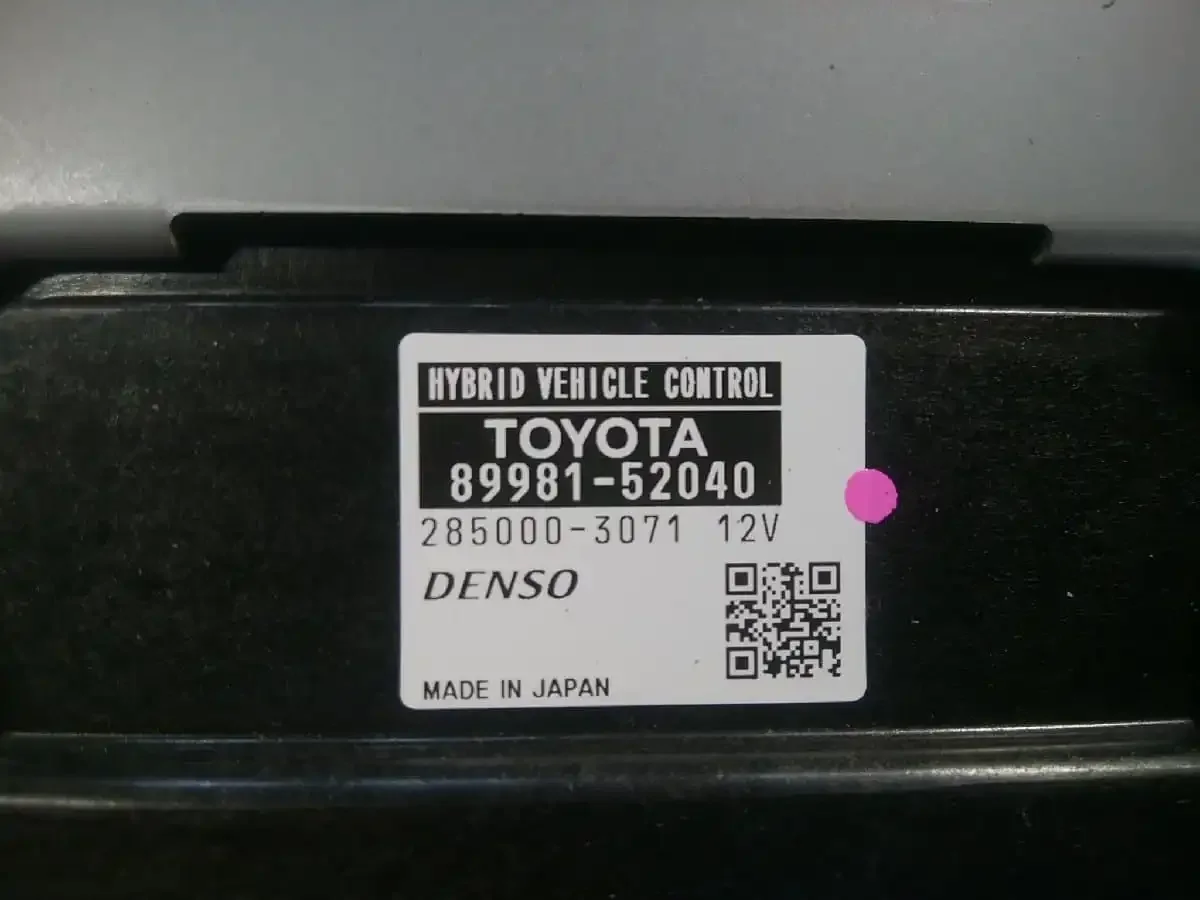 HYBRID VEHICLE CONTROL
TOYOTA
89981-52040
285000-3071 12V
DENSO
MADE IN JAPAN